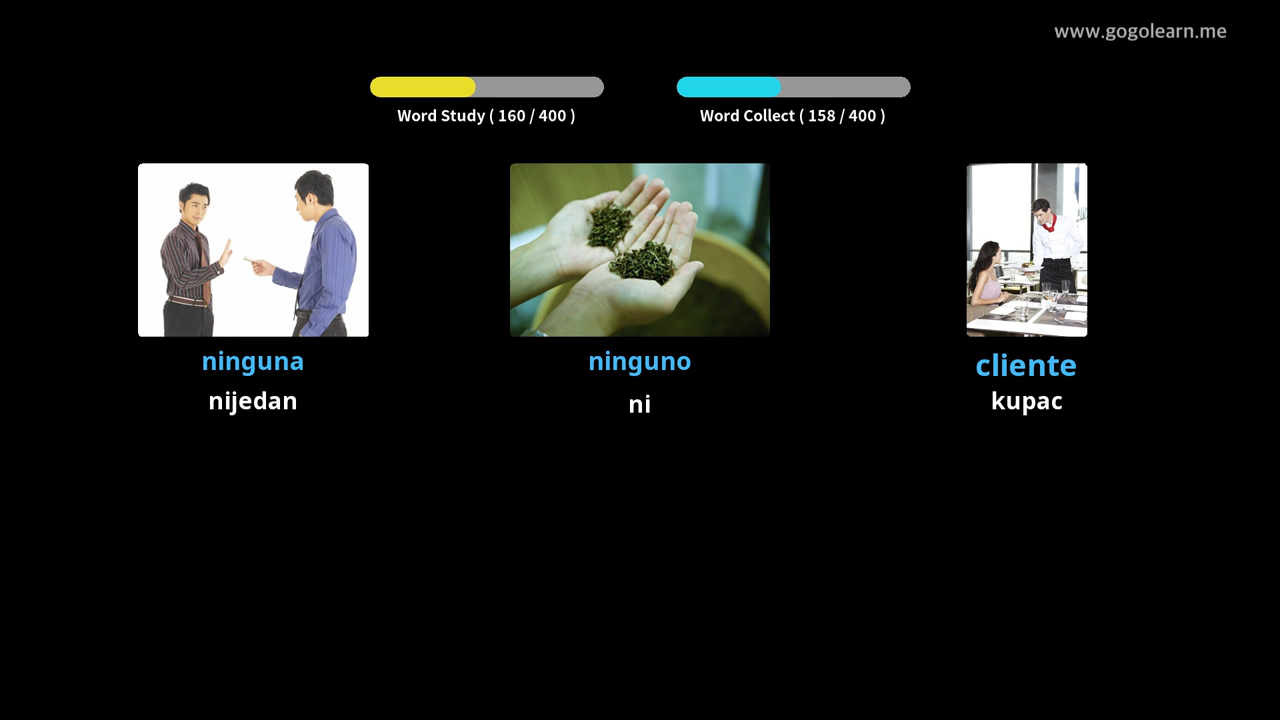 www.gogolearn.me
Word Study ( 160 / 400 )
Word Collect ( 158 / 400 )
ninguna
nijedan
ninguno
ni
cliente
kupac